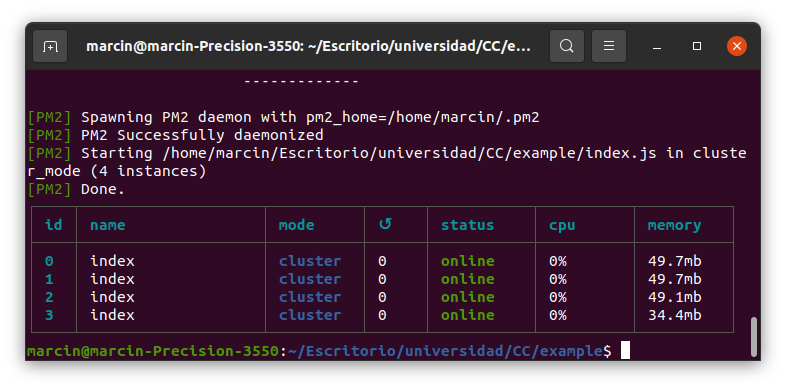 marcin@marcin-Precision-3550: ~/Escritorio/universidad/CC/e...
-------------
[PM2] Spawning PM2 daemon with pm2_home=/home/marcin/.pm2
[PM2] PM2 Successfully daemonized
[PM2] Starting /home/marcin/Escritorio/universidad/CC/example/index.js in cluste
r_mode (4 instances)
[PM2] Done.
id name mode ↺ status cpu memory
0 index cluster 0 online 0% 49.7mb
1 index cluster 0 online 0% 49.7mb
2 index cluster 0 online 0% 49.1mb
3 index cluster 0 online 0% 34.4mb
marcin@marcin-Precision-3550:~/Escritorio/universidad/CC/example$